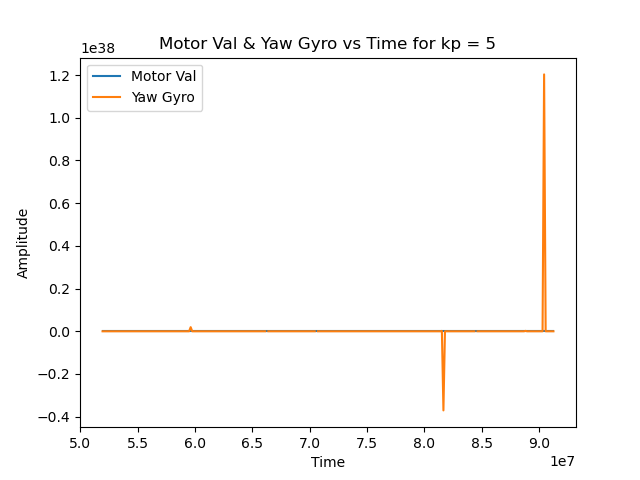 Motor Val & Yaw Gyro vs Time for kp = 5
1e38
Motor Val
Yaw Gyro
1.2
1.0
0.8
0.6
0.4
0.2
0.0
−0.2
−0.4
Amplitude
5.0 5.5 6.0 6.5 7.0 7.5 8.0 8.5 9.0
1e7
Time